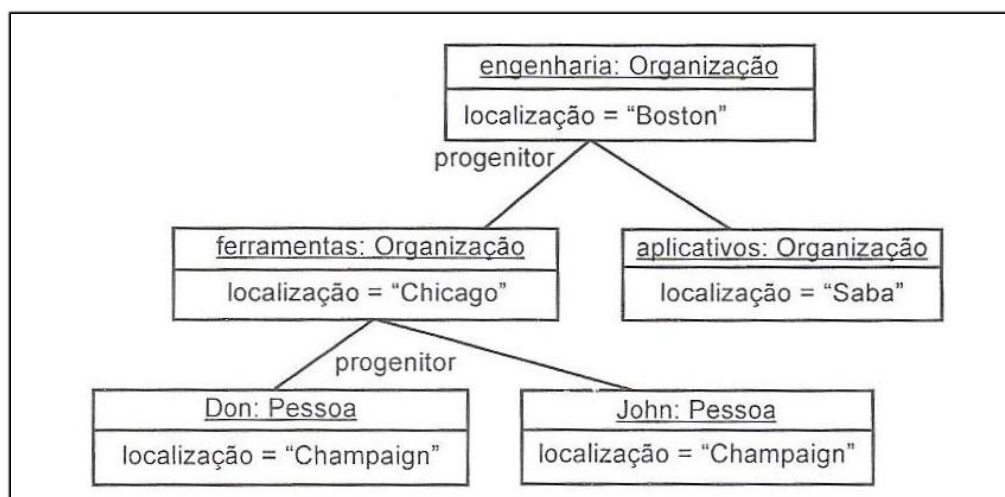 engenharia: Organização
localização = “Boston”
progenitor
ferramentas: Organização
aplicativos: Organização
localização = “Chicago”
localização = “Saba”
progenitor
Don: Pessoa
John: Pessoa
localização = “Champaign”
localização = “Champaign”